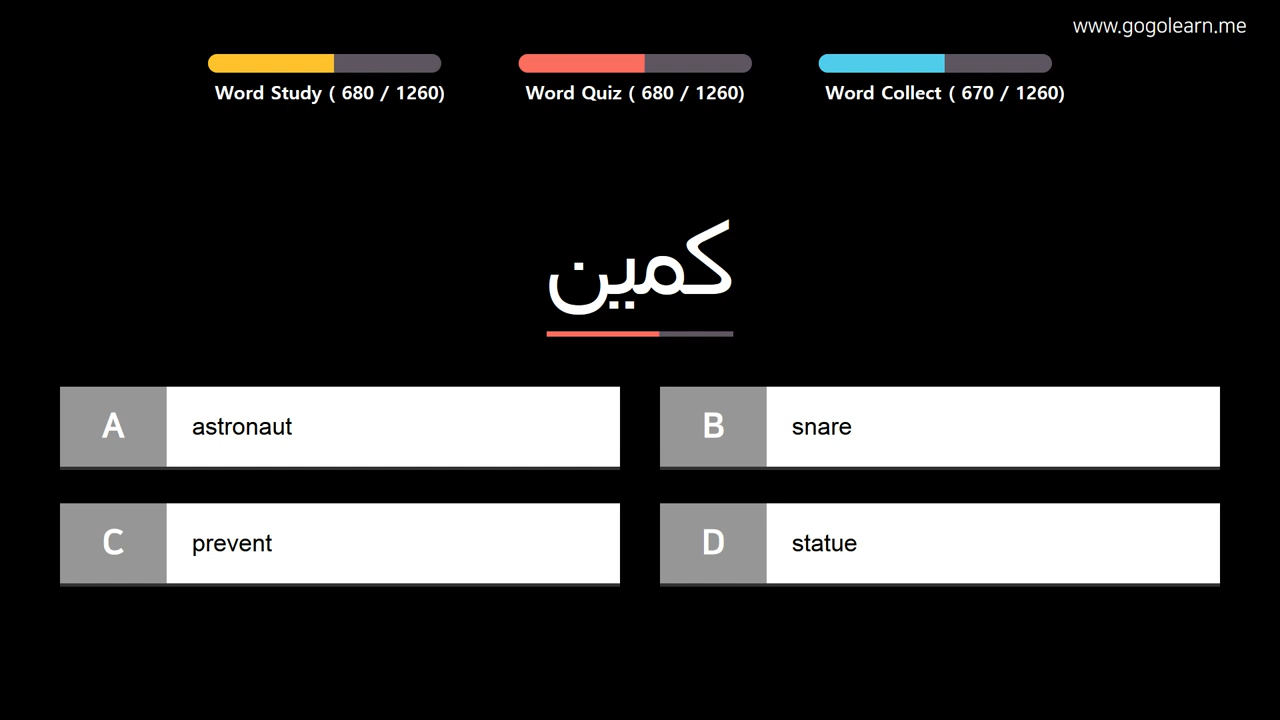 www.gogolearn.me
Word Study ( 680 / 1260)
Word Quiz ( 680 / 1260)
Word Collect ( 670 / 1260)
کمین
A astronaut
B snare
C prevent
D statue